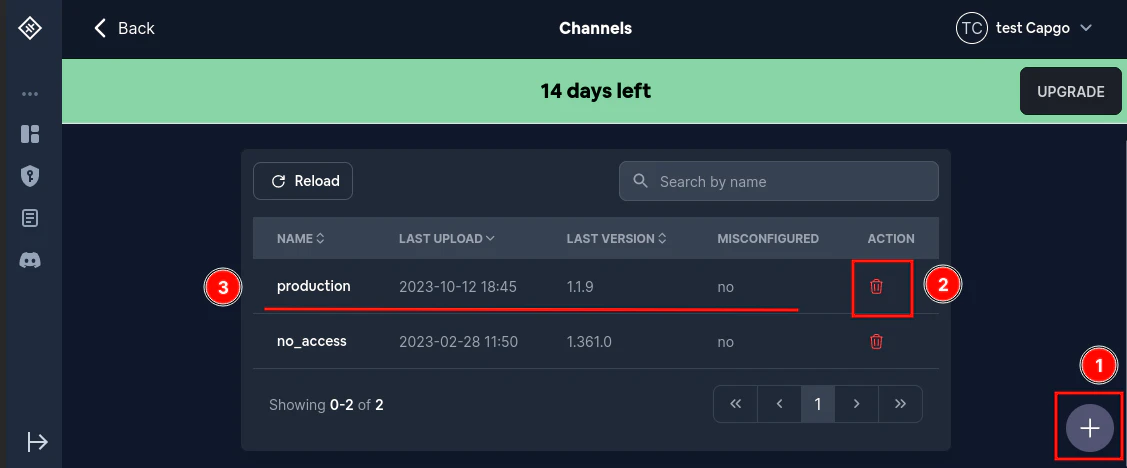 Back
Channels
TC test Capgo
14 days left
UPGRADE
Reload
Search by name
NAME LAST UPLOAD LAST VERSION MISCONFIGURED ACTION
3 production 2023-10-12 18:45 1.1.9 no 2
no_access 2023-02-28 11:50 1.361.0 no
1
Showing 0-2 of 2
1